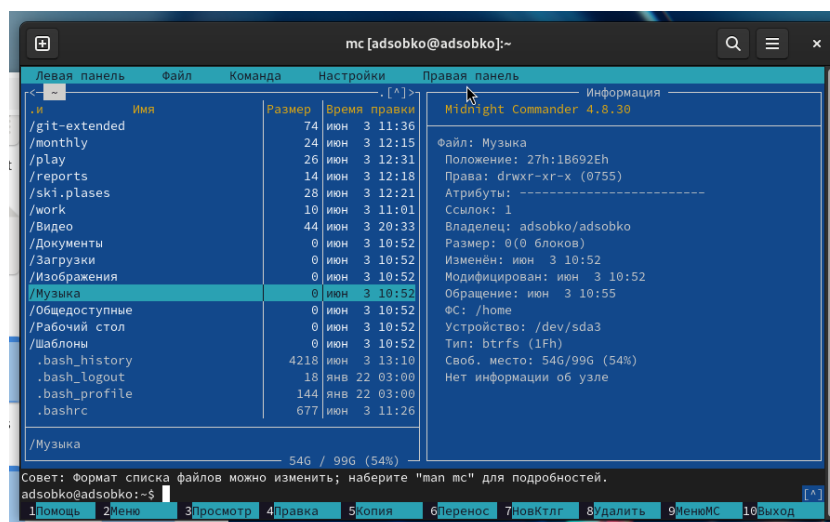 mc [adsobko@adsobko]:~
Левая панель Файл Команда Настройки Правая панель
<─ ~ .[^]>
.и Имя Размер Время правки
/git-extended 74 июн 3 11:36
/monthly 24 июн 3 12:15
/play 26 июн 3 12:31
/reports 14 июн 3 12:18
/ski.plases 28 июн 3 12:21
/work 10 июн 3 11:01
/Видео 44 июн 3 20:33
/Документы 0 июн 3 10:52
/Загрузки 0 июн 3 10:52
/Изображения 0 июн 3 10:52
/Музыка 0 июн 3 10:52
/Общедоступные 0 июн 3 10:52
/Рабочий стол 0 июн 3 10:52
/Шаблоны 0 июн 3 10:52
.bash_history 4218 июн 3 13:10
.bash_logout 18 янв 22 03:00
.bash_profile 144 янв 22 03:00
.bashrc 677 июн 3 11:26
/Музыка
54G / 99G (54%)
Информация
Midnight Commander 4.8.30
Файл: Музыка
Положение: 27h:1B692Eh
Права: drwxr-xr-x (0755)
Атрибуты: -------------------------
Ссылок: 1
Владелец: adsobko/adsobko
Размер: 0(0 блоков)
Изменён: июн 3 10:52
Модифицирован: июн 3 10:52
Обращение: июн 3 10:55
ФС: /home
Устройство: /dev/sda3
Тип: btrfs (1Fh)
Своб. место: 54G/99G (54%)
Нет информации об узле
Совет: Формат списка файлов можно изменить; наберите "man mc" для подробностей.
adsobko@adsobko:~$ [^]
1Помощь 2Меню 3Просмотр 4Правка 5Копия 6Перенос 7НовКтлг 8Удалить 9МенюMC 10Выход